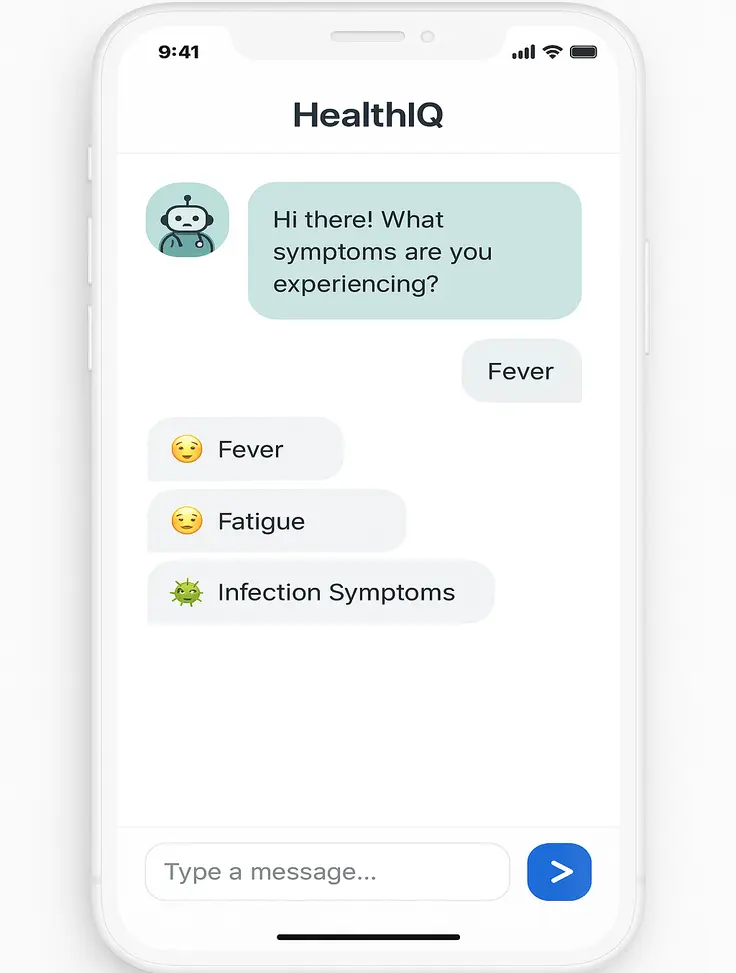 9:41
HealthIQ
Hi there! What
symptoms are you
experiencing?
Fever
Fever
Fatigue
Infection Symptoms
Type a message...